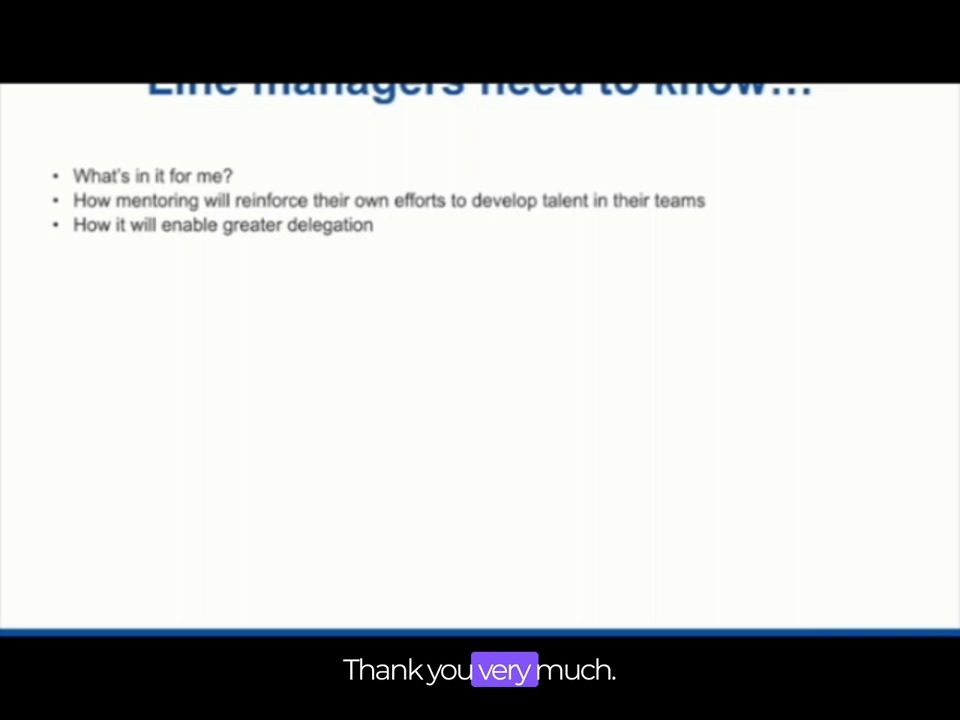 Line managers need to know...
• What's in it for me?
• How mentoring will reinforce their own efforts to develop talent in their teams
• How it will enable greater delegation
Thank you very much.